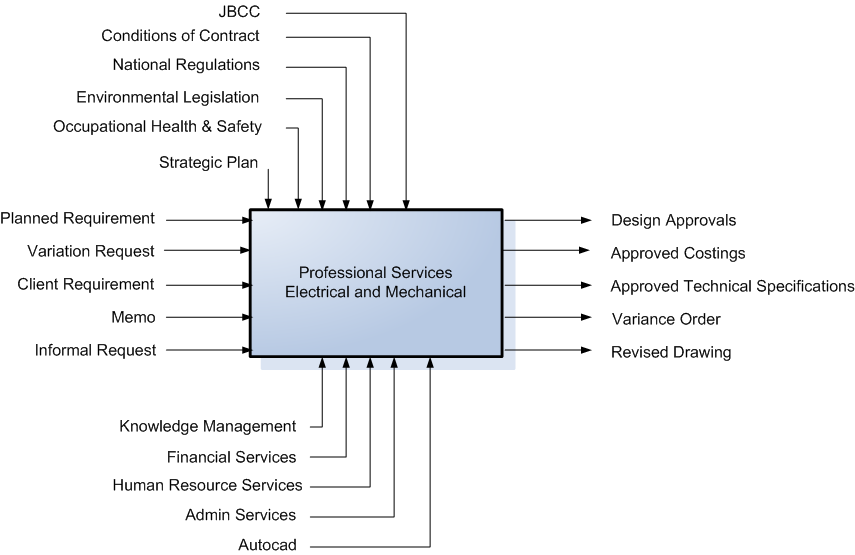 JBCC
Conditions of Contract
National Regulations
Environmental Legislation
Occupational Health & Safety
Strategic Plan
Planned Requirement
Variation Request
Client Requirement
Memo
Informal Request
Professional Services
Electrical and Mechanical
Design Approvals
Approved Costings
Approved Technical Specifications
Variance Order
Revised Drawing
Knowledge Management
Financial Services
Human Resource Services
Admin Services
Autocad